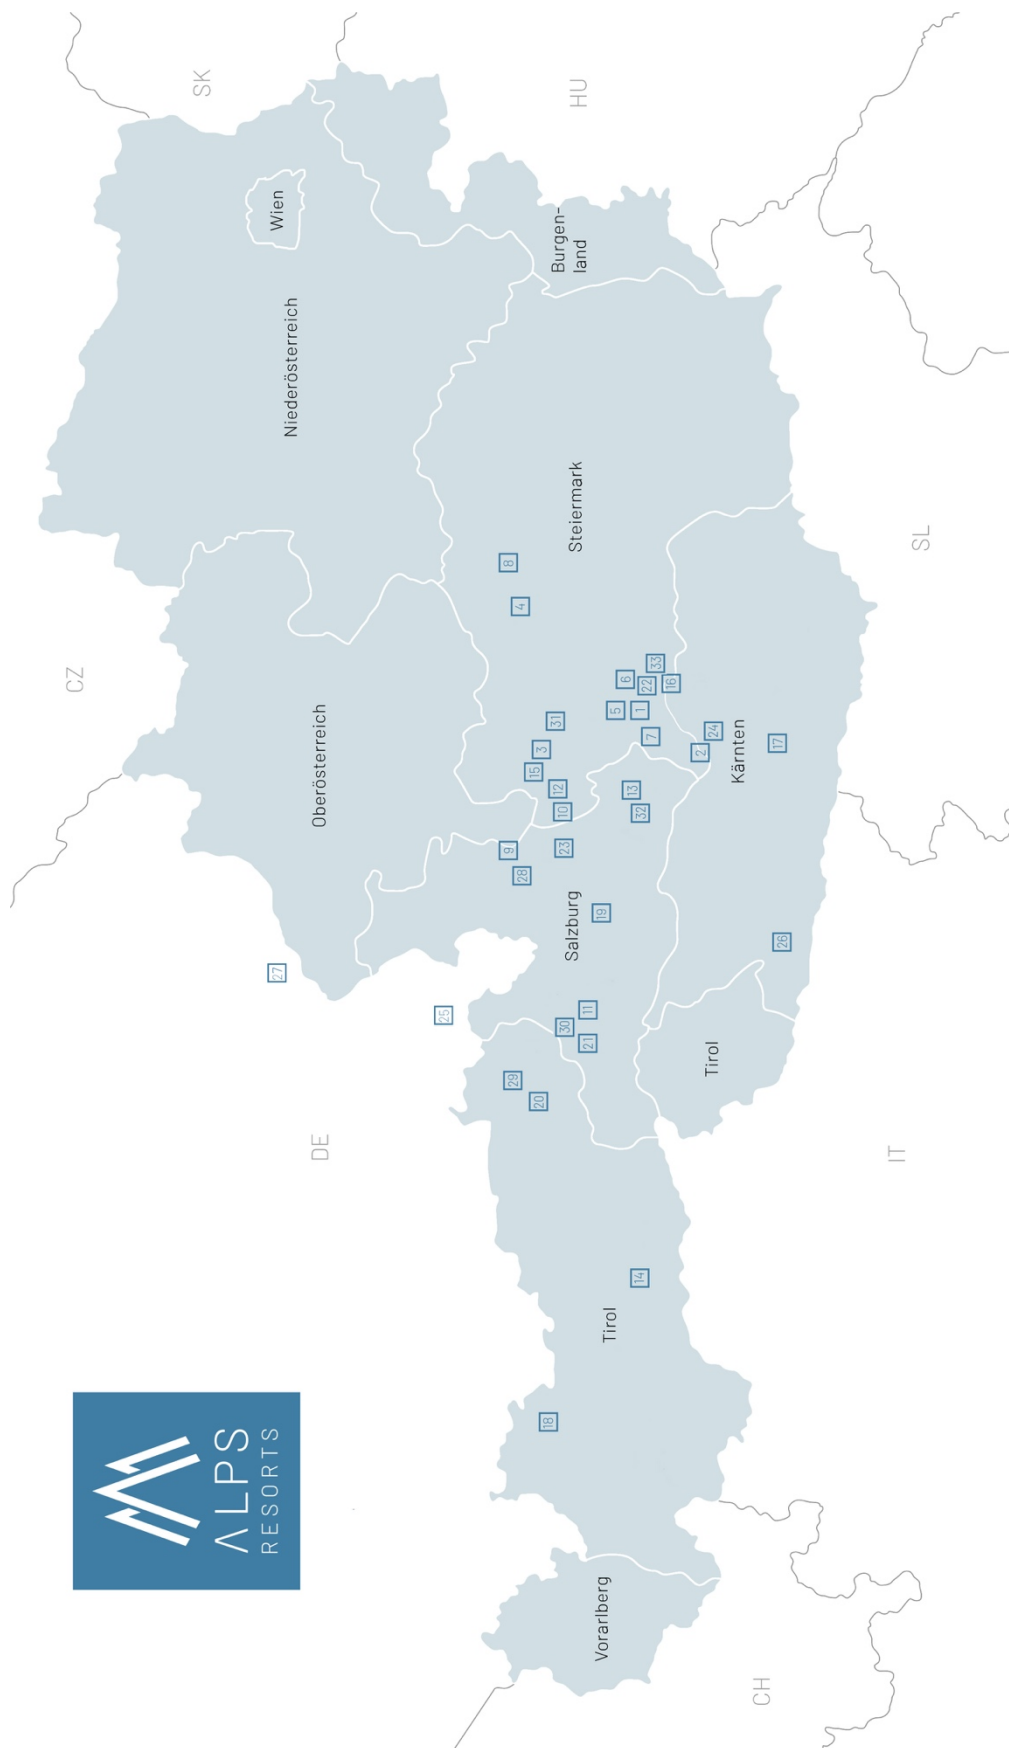 ALPS
RESORTS
CZ
SK
DE
HU
CH
IT
SL
Oberösterreich
Niederösterreich
Wien
Burgen-
land
Steiermark
Salzburg
Kärnten
Tirol
Tirol
Vorarlberg
27
25
9
28
8
4
29
20
15
3
31
18
30
10
12
23
21
11
19
5
6
14
32
13
1
22
33
7
16
2
24
26
17